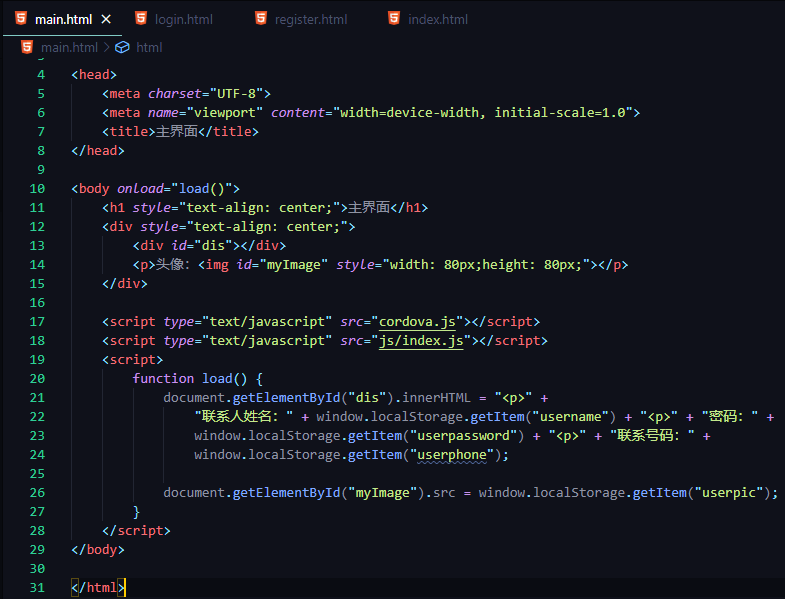 main.html × login.html register.html index.html
main.html > html
4 <head>
5 <meta charset="UTF-8">
6 <meta name="viewport" content="width=device-width, initial-scale=1.0">
7 <title>主界面</title>
8 </head>
9
10 <body onload="load()">
11 <h1 style="text-align: center;">主界面</h1>
12 <div style="text-align: center;">
13 <div id="dis"></div>
14 <p>头像：<img id="myImage" style="width: 80px;height: 80px;"></p>
15 </div>
16
17 <script type="text/javascript" src="cordova.js"></script>
18 <script type="text/javascript" src="js/index.js"></script>
19 <script>
20 function load() {
21 document.getElementById("dis").innerHTML = "<p>" +
22 "联系人姓名：" + window.localStorage.getItem("username") + "<p>" + "密码：" +
23 window.localStorage.getItem("userpassword") + "<p>" + "联系号码：" +
24 window.localStorage.getItem("userphone");
25
26 document.getElementById("myImage").src = window.localStorage.getItem("userpic");
27 }
28 </script>
29 </body>
30
31 </html>